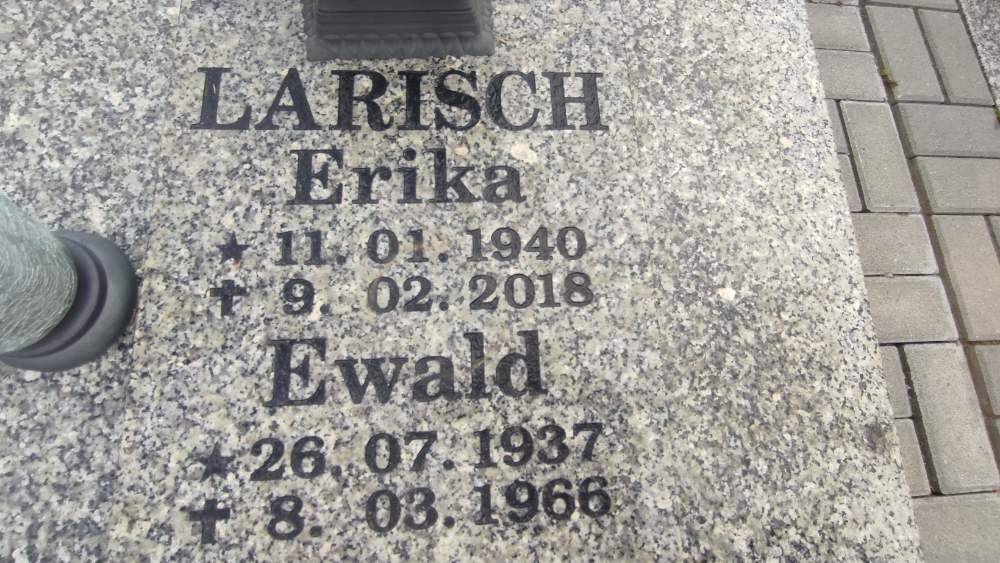 LARISCH
Erika
★ 11. 01. 1940
✝ 9. 02. 2018
Ewald
★ 26. 07. 1937
✝ 8. 03. 1966